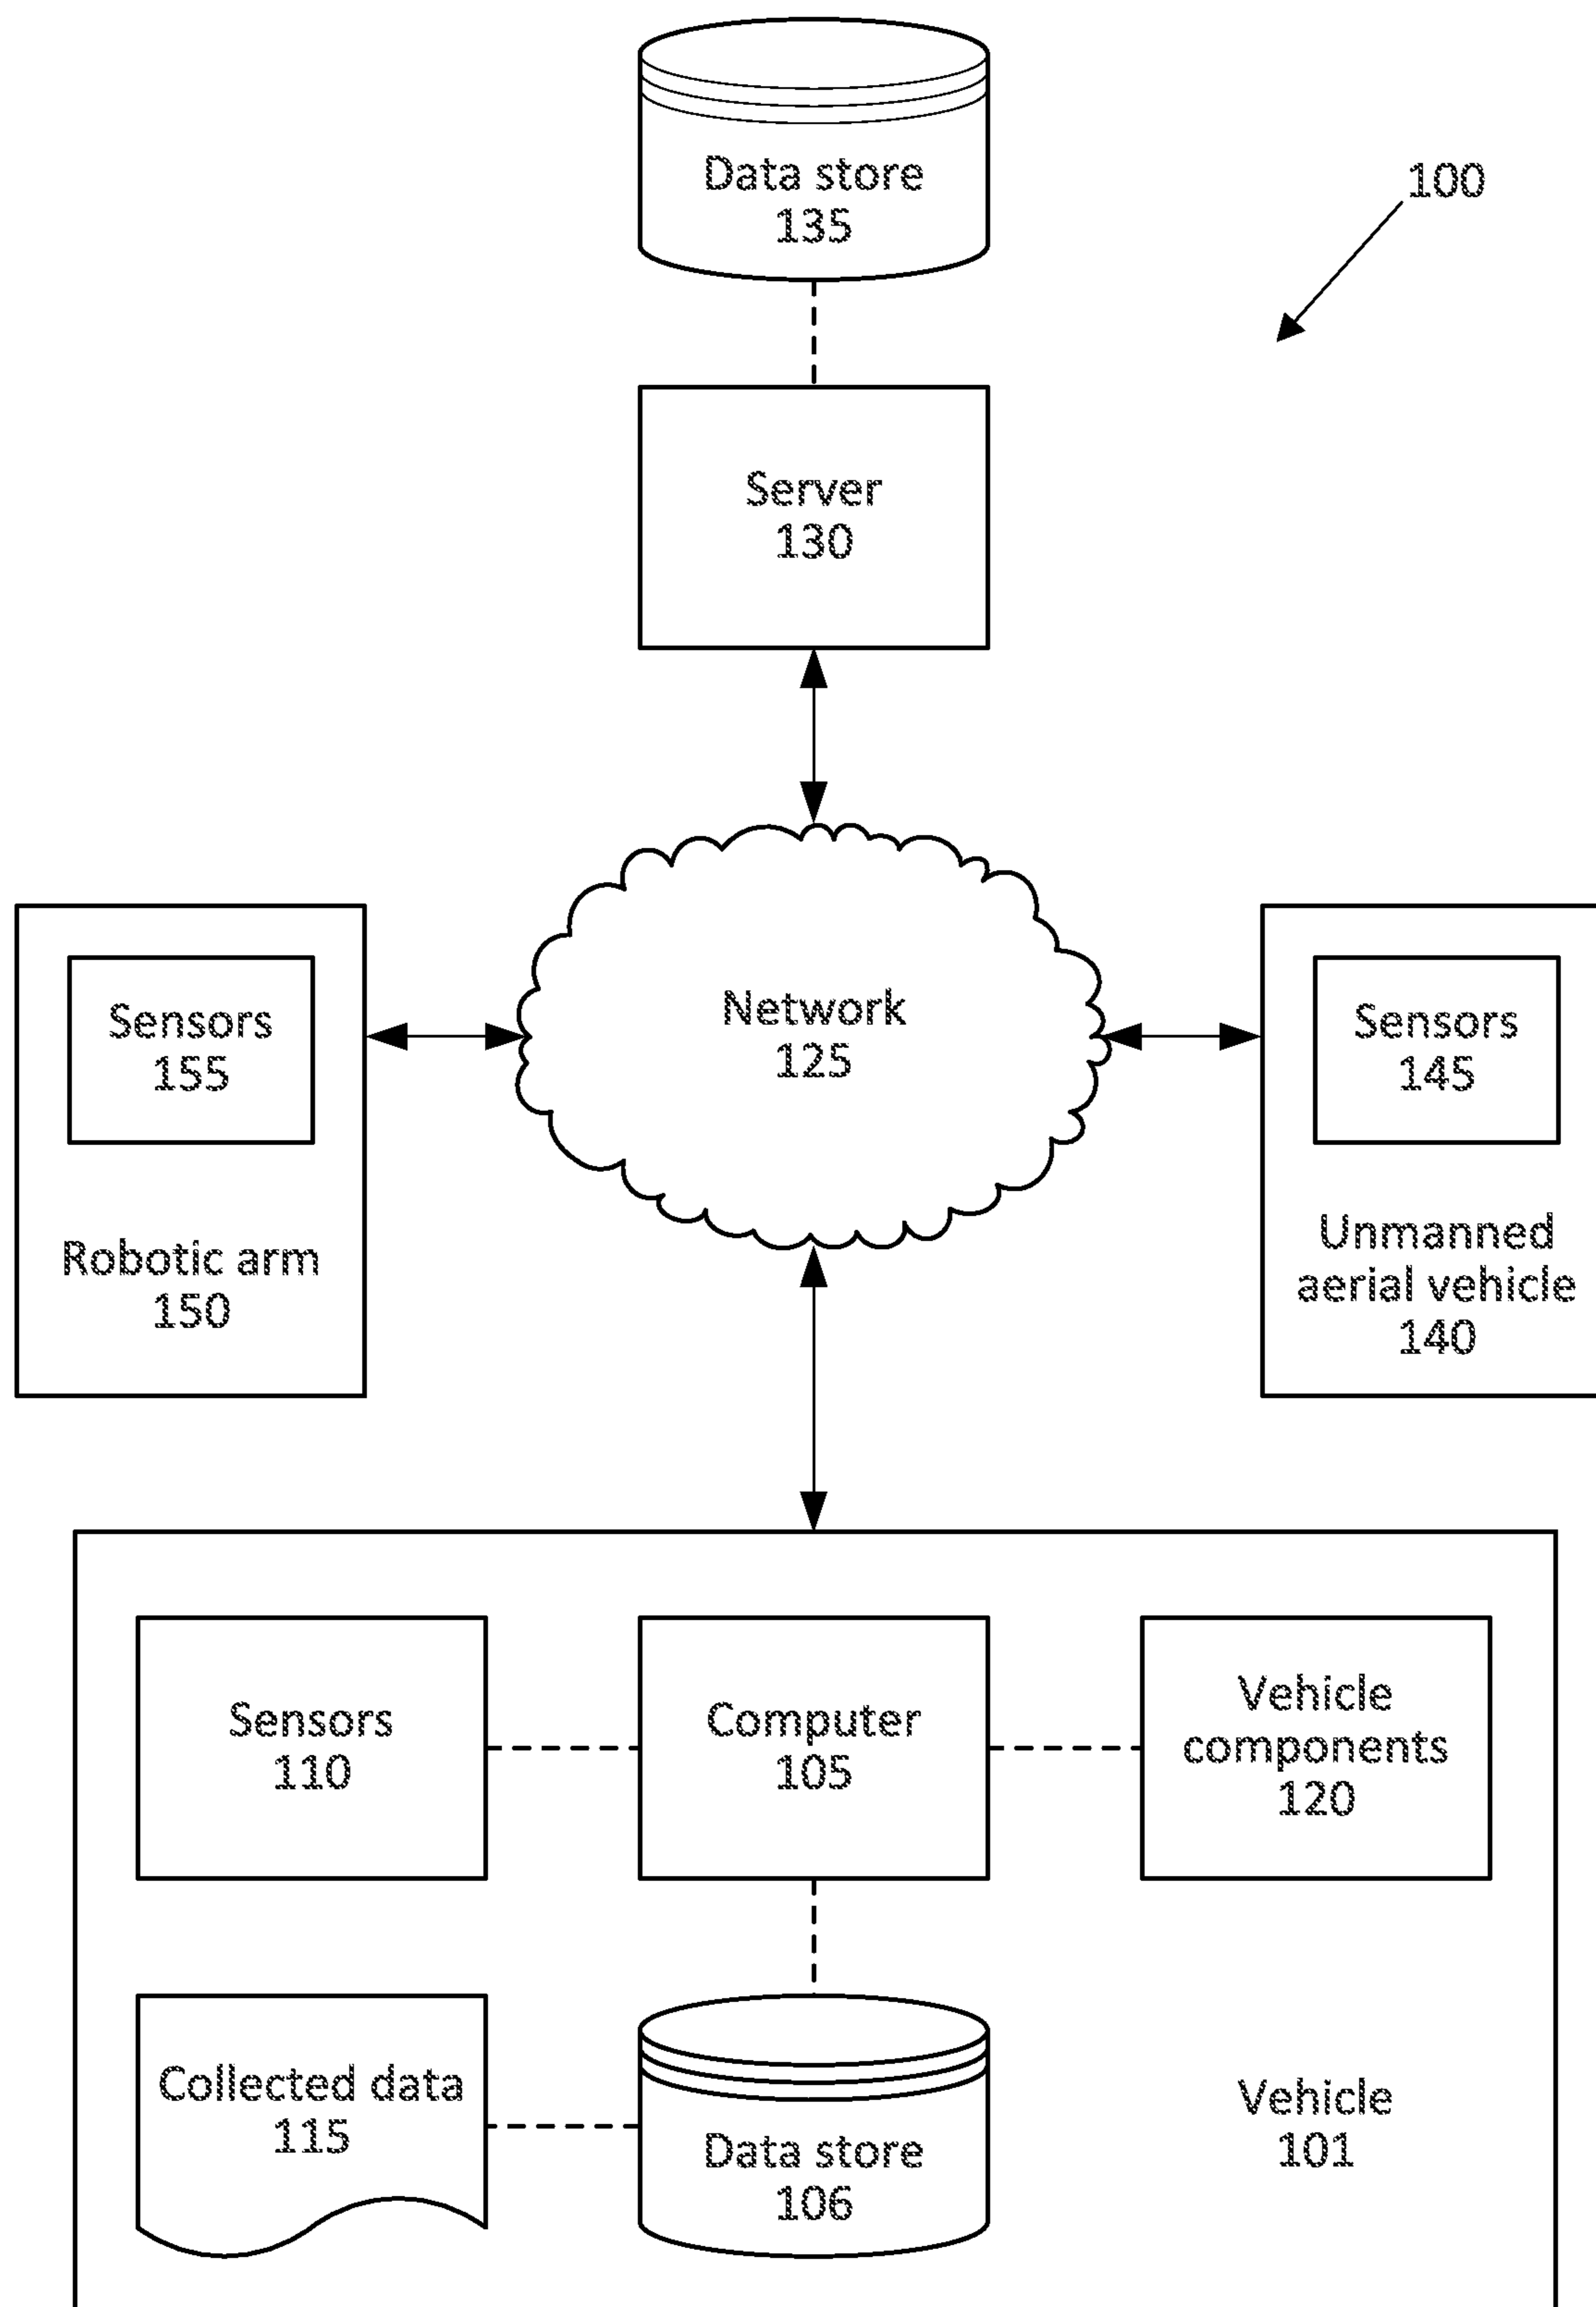 Data store
135
100
Server
130
Network
125
Sensors
155
Robotic arm
150
Sensors
145
Unmanned
aerial vehicle
140
Sensors
110
Computer
105
Vehicle
components
120
Collected data
115
Data store
106
Vehicle
101